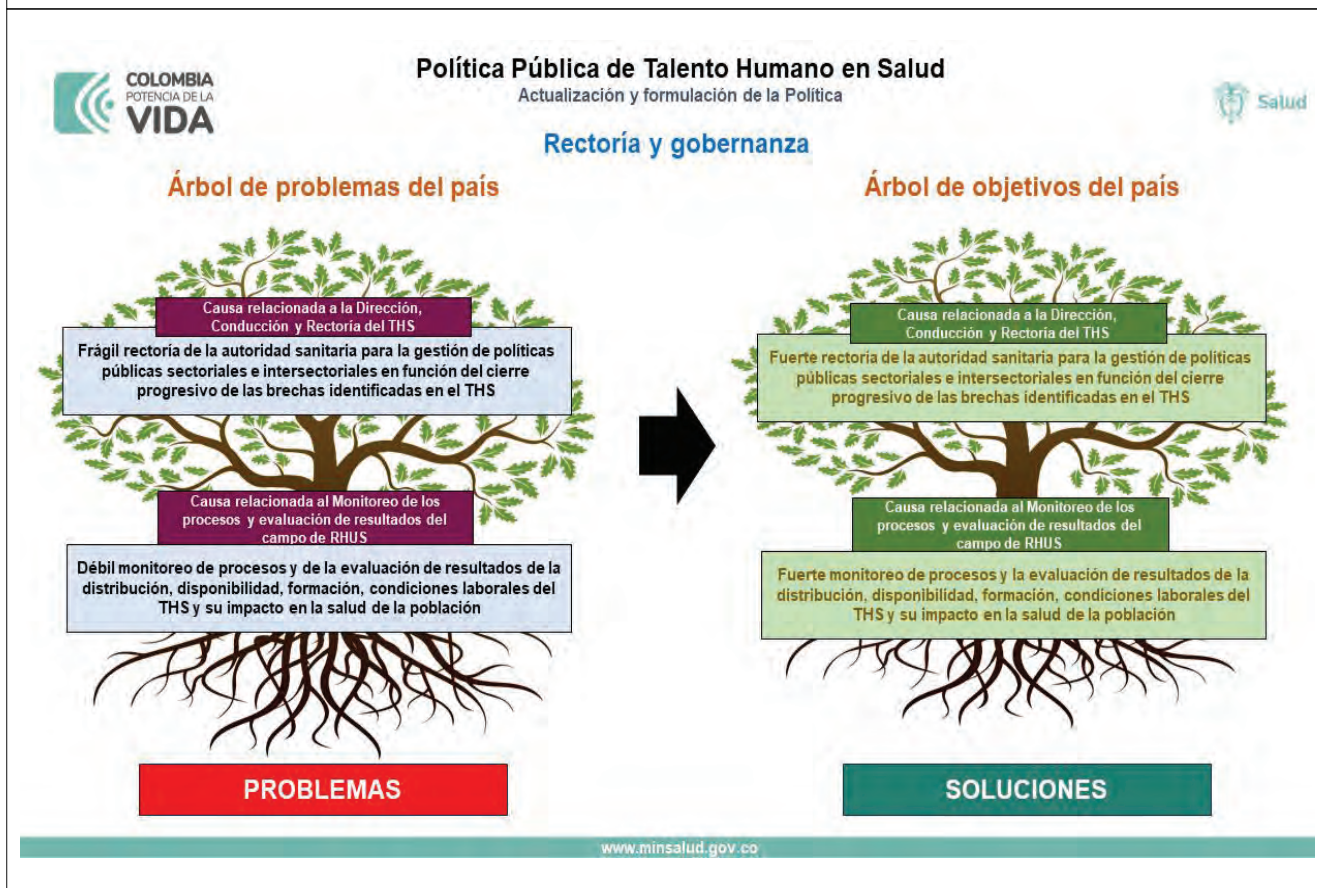 COLOMBIA
POTENCIA DE LA
VIDA
Política Pública de Talento Humano en Salud
Actualización y formulación de la Política
Salud
Rectoría y gobernanza
Árbol de problemas del país
Causa relacionada a la Dirección,
Conducción y Rectoría del THS
Frágil rectoría de la autoridad sanitaria para la gestión de políticas
públicas sectoriales e intersectoriales en función del cierre
progresivo de las brechas identificadas en el THS
Causa relacionada al Monitoreo de los
procesos y evaluación de resultados del
campo de RHUS
Débil monitoreo de procesos y de la evaluación de resultados de la
distribución, disponibilidad, formación, condiciones laborales del
THS y su impacto en la salud de la población
PROBLEMAS
Árbol de objetivos del país
Causa relacionada a la Dirección,
Conducción y Rectoría del THS
Fuerte rectoría de la autoridad sanitaria para la gestión de políticas
públicas sectoriales e intersectoriales en función del cierre
progresivo de las brechas identificadas en el THS
Causa relacionada al Monitoreo de los
procesos y evaluación de resultados del
campo de RHUS
Fuerte monitoreo de procesos y la evaluación de resultados de la
distribución, disponibilidad, formación, condiciones laborales del
THS y su impacto en la salud de la población
SOLUCIONES
www.minsalud.gov.co